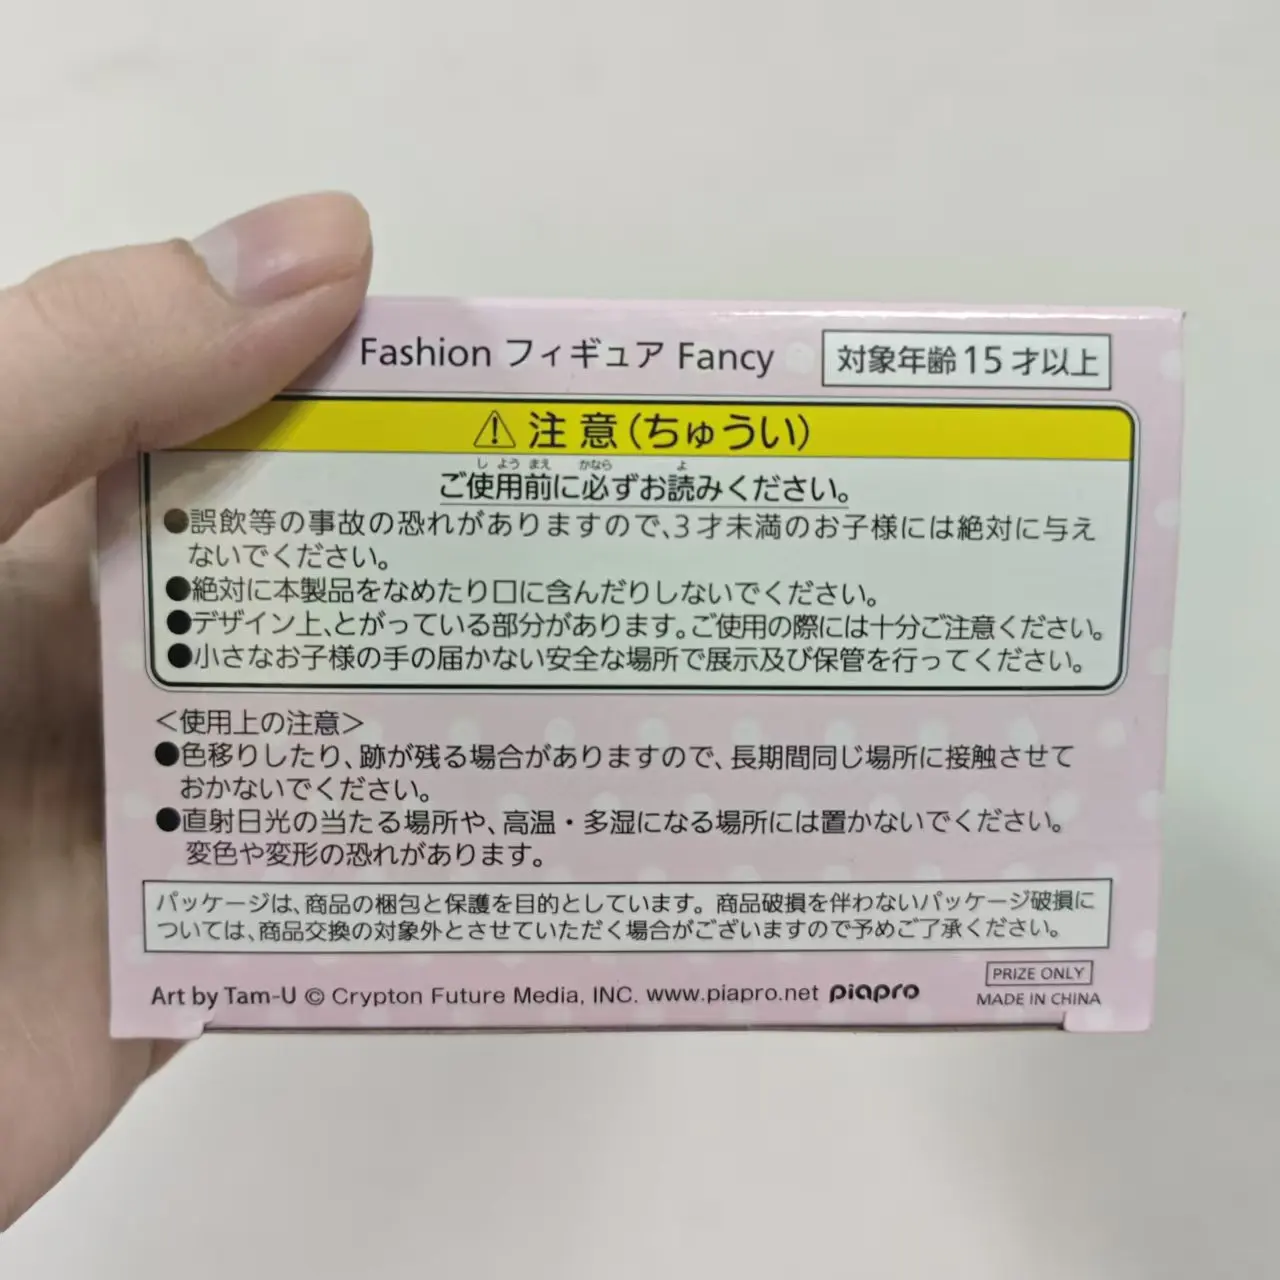 Fashion フィギュア Fancy
対象年齢15才以上
⚠ 注意(ちゅうい)
しようまえ かなら よ
ご使用前に必ずお読みください。
●誤飲等の事故の恐れがありますので、3才未満のお子様には絶対に与え
ないでください。
●絶対に本製品をなめたり口に含んだりしないでください。
●デザイン上、とがっている部分があります。ご使用の際には十分ご注意ください。
●小さなお子様の手の届かない安全な場所で展示及び保管を行ってください。
＜使用上の注意＞
●色移りしたり、跡が残る場合がありますので、長期間同じ場所に接触させて
おかないでください。
●直射日光の当たる場所や、高温・多湿になる場所には置かないでください。
変色や変形の恐れがあります。
パッケージは、商品の梱包と保護を目的としています。商品破損を伴わないパッケージ破損に
ついては、商品交換の対象外とさせていただく場合がございますので予めご了承ください。
PRIZE ONLY
Art by Tam-U © Crypton Future Media, INC. www.piapro.net piapro
MADE IN CHINA